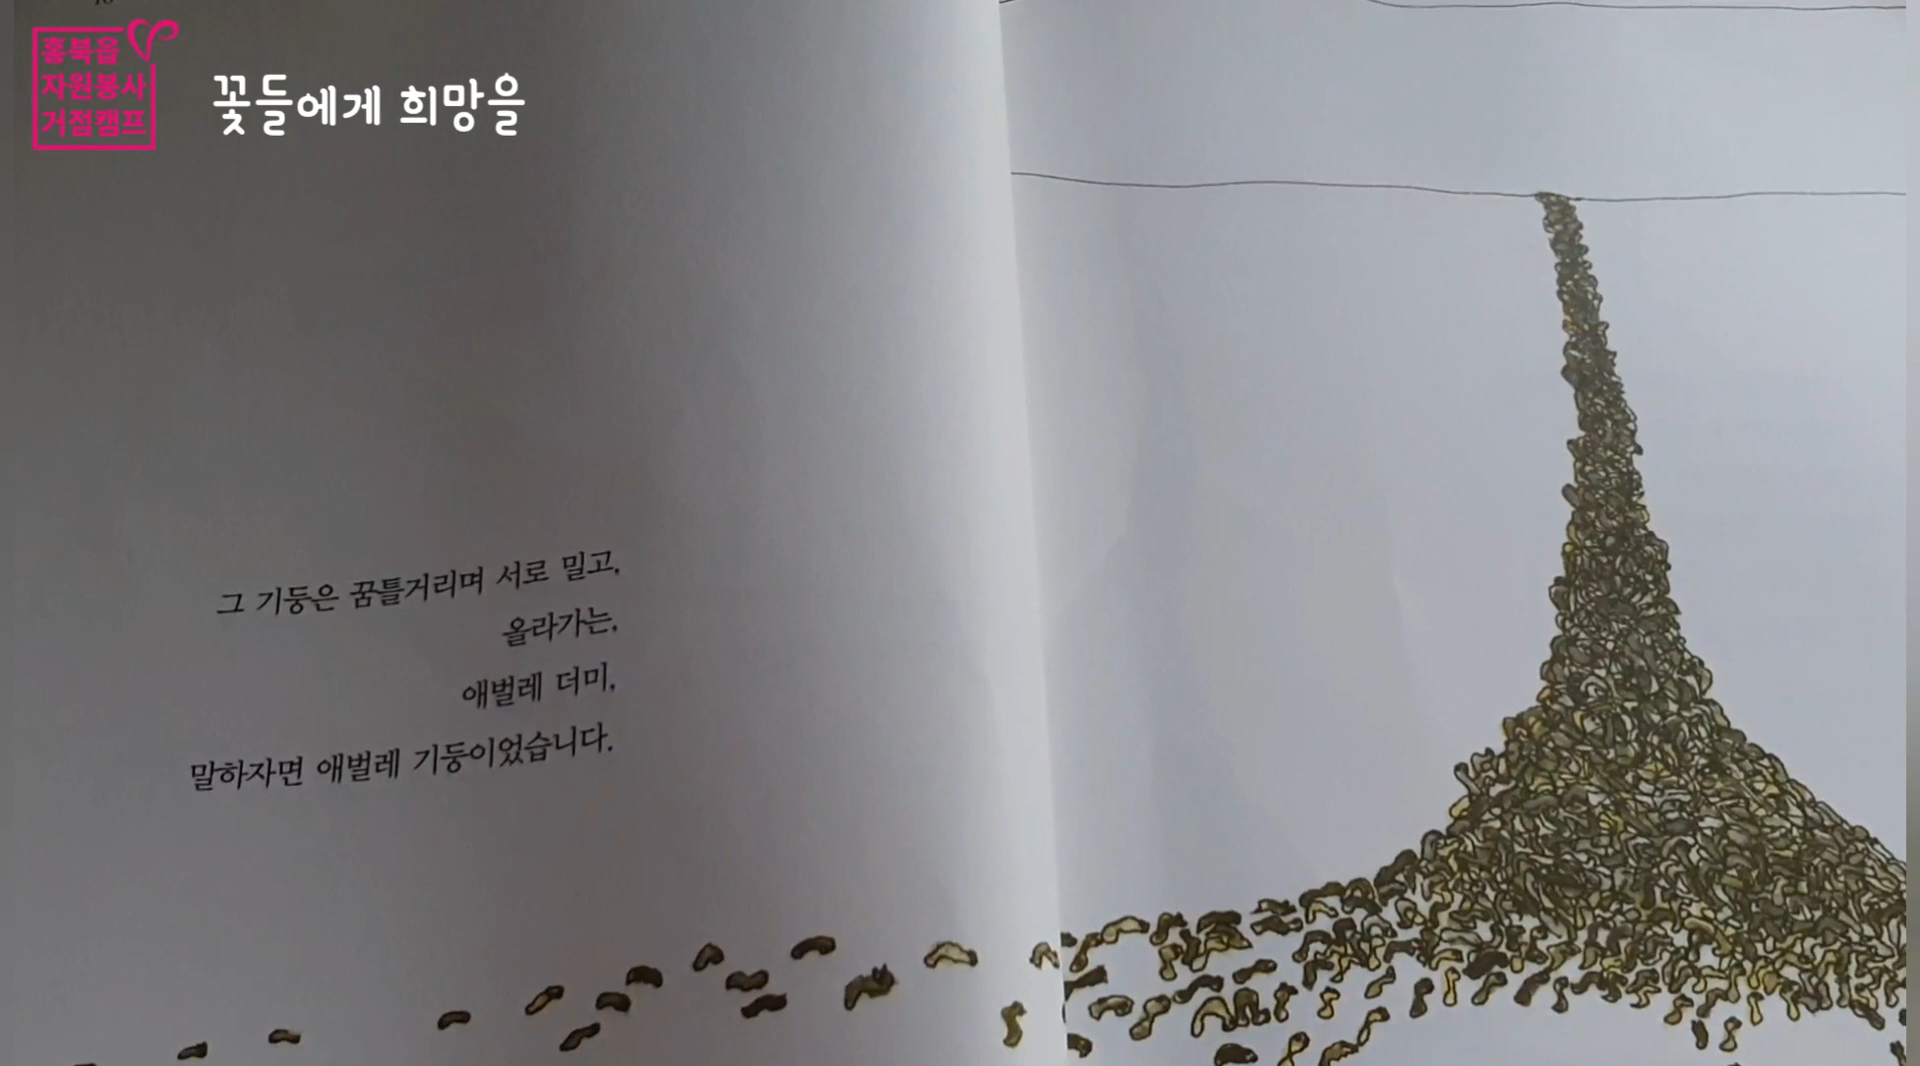 홍북읍
자원봉사
거점캠프
꽃들에게 희망을
그 기둥은 꿈틀거리며 서로 밀고,
올라가는,
애벌레 더미,
말하자면 애벌레 기둥이었습니다.